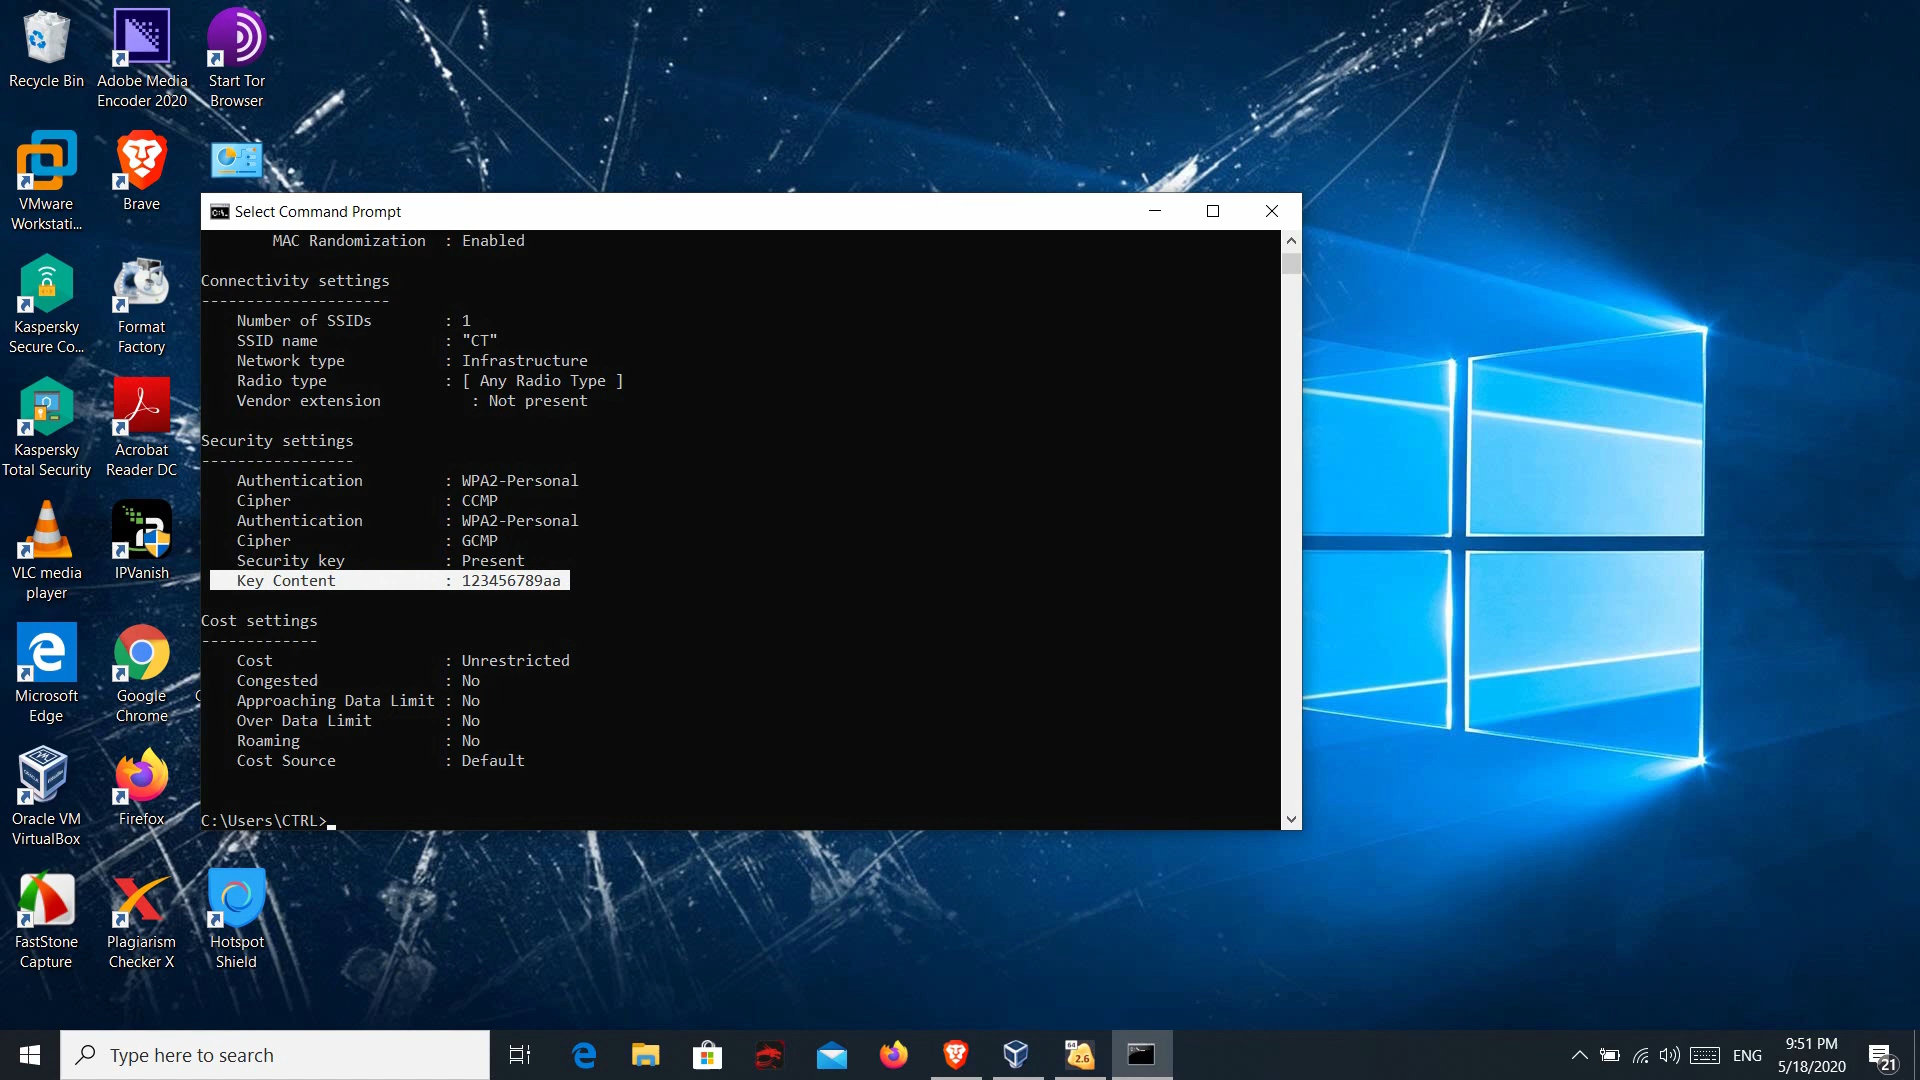 Recycle Bin
Adobe Media
Encoder 2020
Start Tor
Browser
VMware
Workstati...
Brave
Kaspersky
Secure Co...
Format
Factory
Kaspersky
Total Security
Acrobat
Reader DC
VLC media
player
IPVanish
Microsoft
Edge
Google
Chrome
Oracle VM
VirtualBox
Firefox
FastStone
Capture
Plagiarism
Checker X
Hotspot
Shield
Select Command Prompt
MAC Randomization : Enabled
Connectivity settings
---------------------
Number of SSIDs : 1
SSID name : "CT"
Network type : Infrastructure
Radio type : [ Any Radio Type ]
Vendor extension : Not present
Security settings
-----------------
Authentication : WPA2-Personal
Cipher : CCMP
Authentication : WPA2-Personal
Cipher : GCMP
Security key : Present
Key Content : 123456789aa
Cost settings
-------------
Cost : Unrestricted
Congested : No
Approaching Data Limit : No
Over Data Limit : No
Roaming : No
Cost Source : Default
C:\Users\CTRL>
Type here to search
64
2.6
ENG
9:51 PM
5/18/2020
21